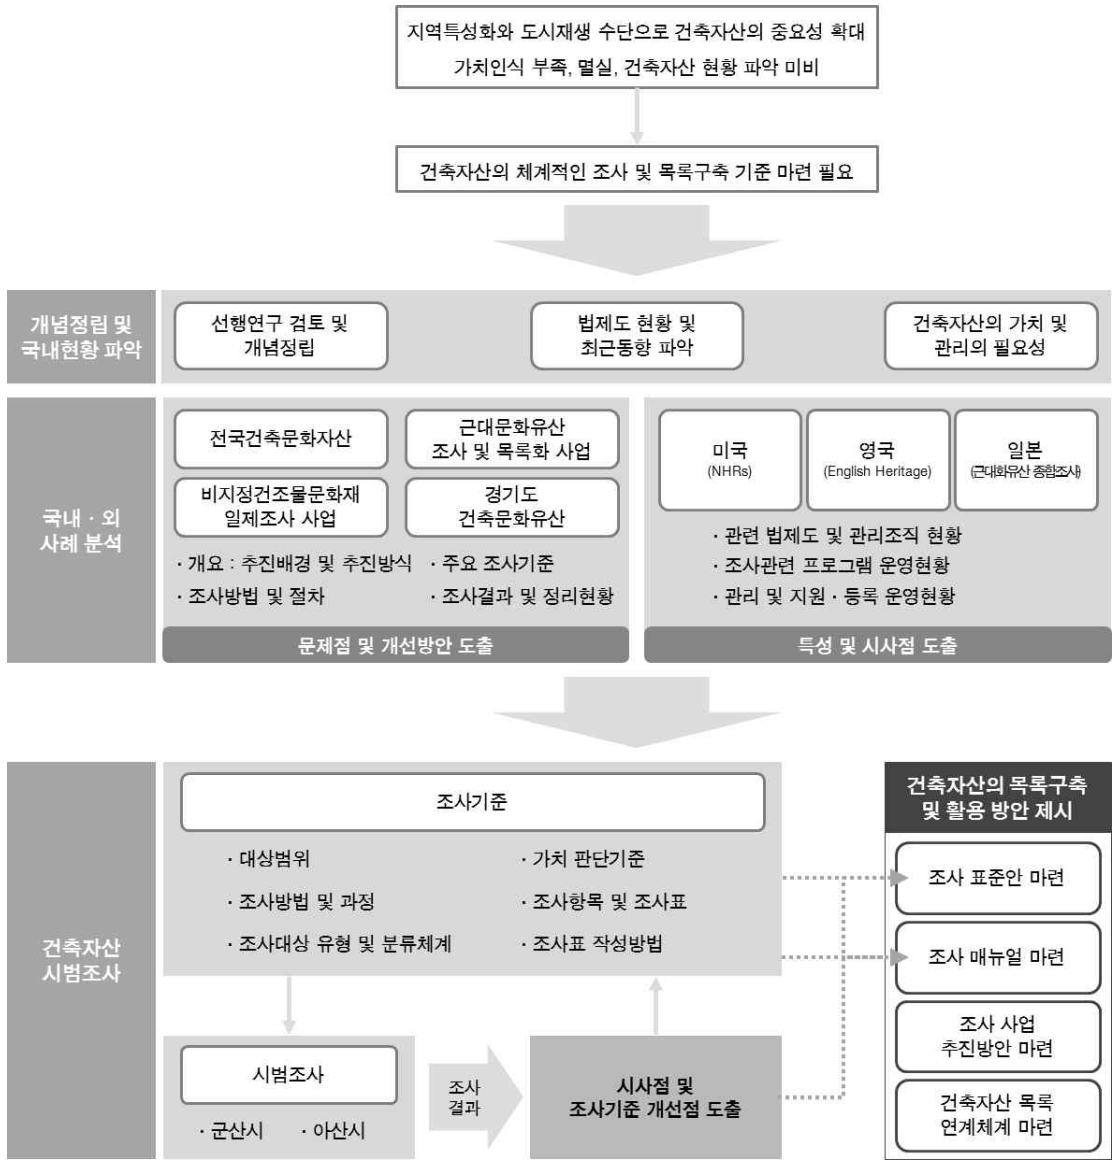 지역특성화와 도시재생 수단으로 건축자산의 중요성 확대
가치인식 부족, 멸실, 건축자산 현황 파악 미비
건축자산의 체계적인 조사 및 목록구축 기준 마련 필요
개념정립 및
국내현황 파악
선행연구 검토 및
개념정립
법제도 현황 및
최근동향 파악
건축자산의 가치 및
관리의 필요성
국내 · 외
사례 분석
전국건축문화자산
근대문화유산
조사 및 목록화 사업
비지정건조물문화재
일제조사 사업
경기도
건축문화유산
· 개요 : 추진배경 및 추진방식
· 주요 조사기준
· 조사방법 및 절차
· 조사결과 및 정리현황
문제점 및 개선방안 도출
미국
(NHRs)
영국
(English Heritage)
일본
(근대화유산 종합조사)
· 관련 법제도 및 관리조직 현황
· 조사관련 프로그램 운영현황
· 관리 및 지원 · 등록 운영현황
특성 및 시사점 도출
건축자산
시범조사
조사기준
· 대상범위
· 가치 판단기준
· 조사방법 및 과정
· 조사항목 및 조사표
· 조사대상 유형 및 분류체계
· 조사표 작성방법
시범조사
· 군산시
· 아산시
조사
결과
시사점 및
조사기준 개선점 도출
건축자산의 목록구축
및 활용 방안 제시
조사 표준안 마련
조사 매뉴얼 마련
조사 사업
추진방안 마련
건축자산 목록
연계체계 마련